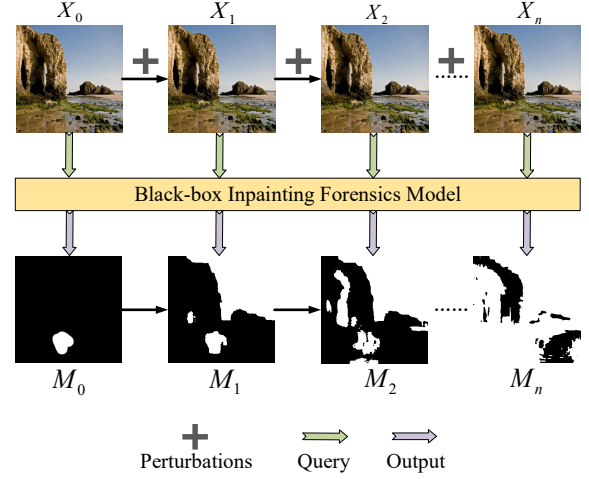 X₀ X₁ X₂ Xₙ
Black-box Inpainting Forensics Model
M₀ M₁ M₂ Mₙ
Perturbations Query Output